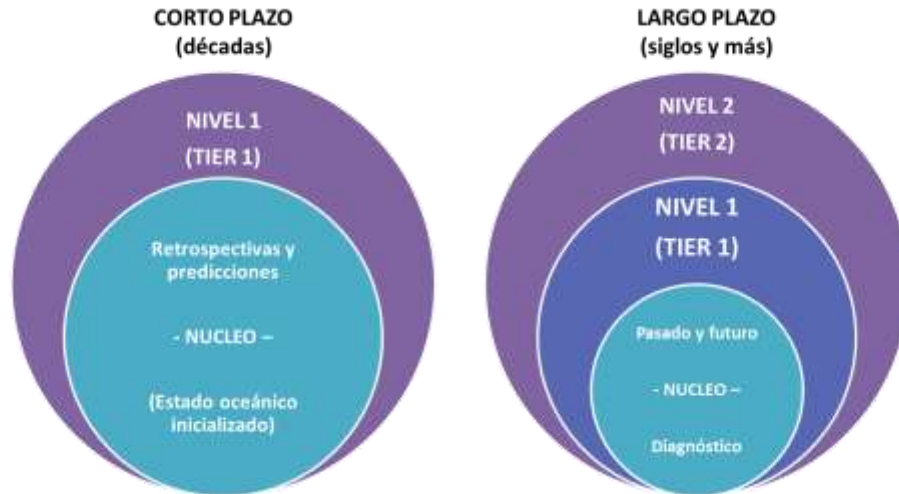 CORTO PLAZO
(décadas)
NIVEL 1
(TIER 1)
Retrospectivas y
predicciones
- NUCLEO –
(Estado oceánico
inicializado)
LARGO PLAZO
(siglos y más)
NIVEL 2
(TIER 2)
NIVEL 1
(TIER 1)
Pasado y futuro
- NUCLEO –
Diagnóstico